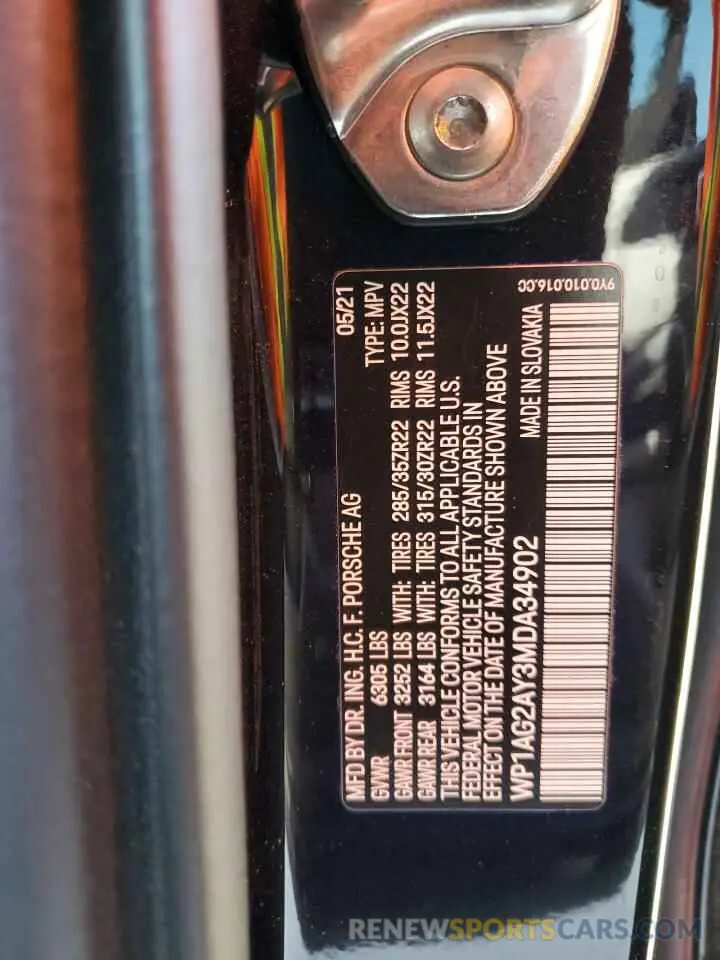 MFD BY DR. ING. H.C. F. PORSCHE AG 05/21
GVWR 6305 LBS TYPE: MPV
GAWR FRONT 3252 LBS WITH: TIRES 285/35ZR22 RIMS 10.0JX22
GAWR REAR 3164 LBS WITH: TIRES 315/30ZR22 RIMS 11.5JX22
THIS VEHICLE CONFORMS TO ALL APPLICABLE U.S.
FEDERAL MOTOR VEHICLE SAFETY STANDARDS IN
EFFECT ON THE DATE OF MANUFACTURE SHOWN ABOVE
WP1AG2AY3MDA34902 MADE IN SLOVAKIA
9Y0.010.016.CC
RENEWSPORTSCARS.COM